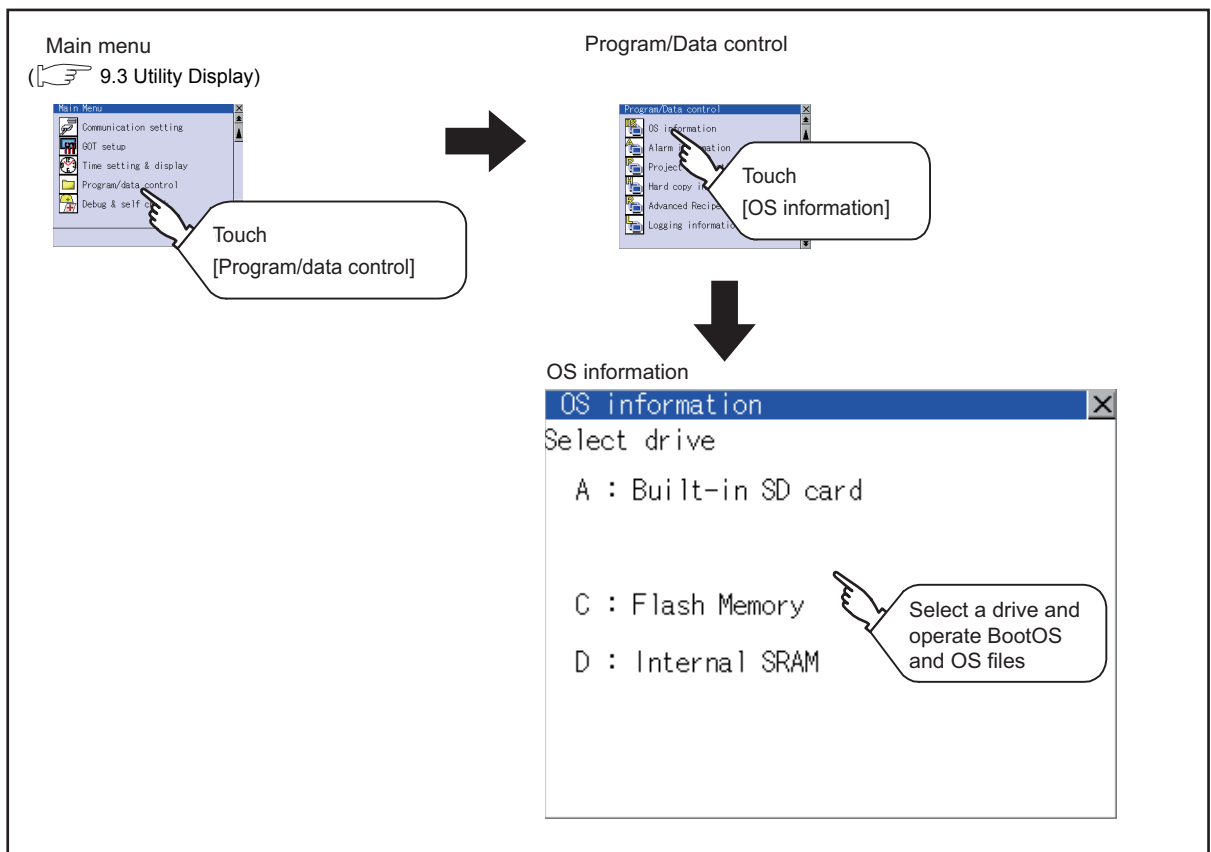 Main menu
( 9.3 Utility Display)
Main Menu
Communication setting
GOT setup
Time setting & display
Program/data control
Debug & self
Touch
[Program/data control]
Program/Data control
Program/Data control
OS information
Alarm information
Project
Hard copy
Advanced Recipe
Logging informatio
Touch
[OS information]
OS information
OS information
Select drive
A : Built-in SD card
C : Flash Memory
D : Internal SRAM
Select a drive and
operate BootOS
and OS files